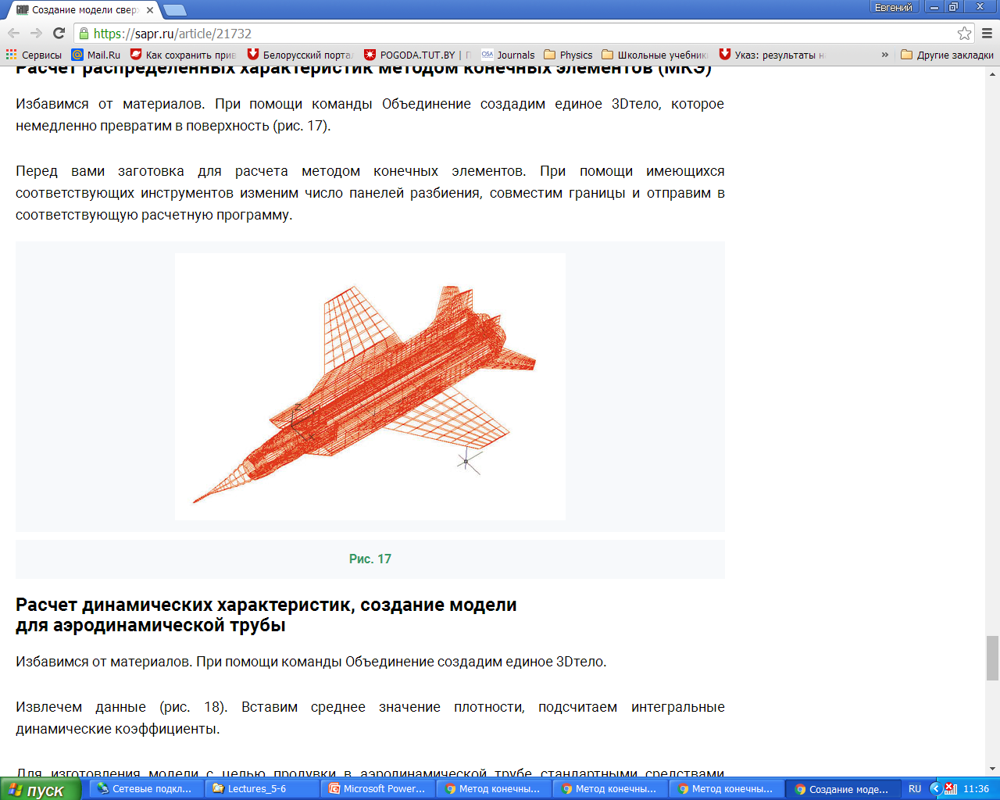 Создание модели сверх
Евгений
https://sapr.ru/article/21732
Сервисы
Mail.Ru
Как сохранить прив
Белорусский портал
POGODA.TUT.BY |
Journals
Physics
Школьные учебник
Указ: результаты
»
Другие закладки
Расчет распределенных характеристик методом конечных элементов (МКЭ)
Избавимся от материалов. При помощи команды Объединение создадим единое 3Dтело, которое
немедленно превратим в поверхность (рис. 17).
Перед вами заготовка для расчета методом конечных элементов. При помощи имеющихся
соответствующих инструментов изменим число панелей разбиения, совместим границы и отправим в
соответствующую расчетную программу.
Z
Рис. 17
Расчет динамических характеристик, создание модели
для аэродинамической трубы
Избавимся от материалов. При помощи команды Объединение создадим единое 3Dтело.
Извлечем данные (рис. 18). Вставим среднее значение плотности, подсчитаем интегральные
динамические коэффициенты.
Для изготовления модели с целью продувки в аэродинамической трубе стандартными средствами
пуск
Сетевые подкл...
Lectures_5-6
Microsoft Power...
Метод конечны...
Метод конечны...
Метод конечны...
Создание моде...
RU
11:36